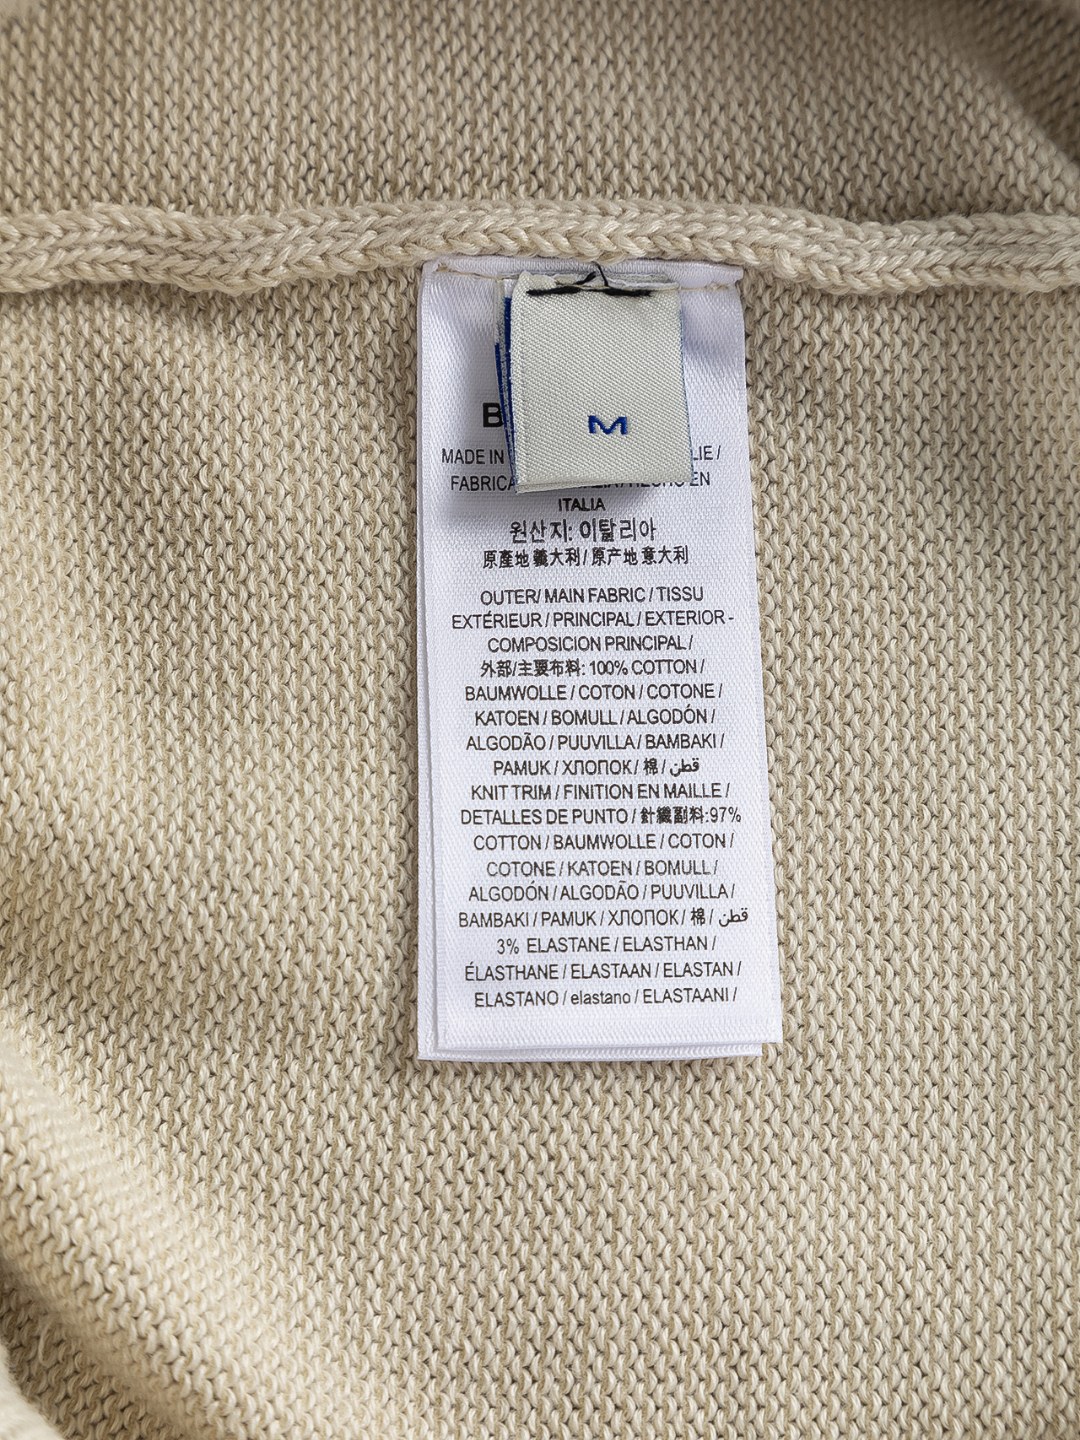 M
MADE IN
ITALIA
원산지: 이탈리아
原產地 義大利 / 原产地 意大利
OUTER/ MAIN FABRIC / TISSU
EXTÉRIEUR / PRINCIPAL / EXTERIOR -
COMPOSICION PRINCIPAL /
外部/主要布料: 100% COTTON /
BAUMWOLLE / COTON / COTONE /
KATOEN / BOMULL / ALGODÓN /
ALGODÃO / PUUVILLA / BAMBAKI /
PAMUK / ХЛОПОК / 棉 / قطن
KNIT TRIM / FINITION EN MAILLE /
DETALLES DE PUNTO / 針織副料:97%
COTTON / BAUMWOLLE / COTON /
COTONE / KATOEN / BOMULL /
ALGODÓN / ALGODÃO / PUUVILLA /
BAMBAKI / PAMUK / ХЛОПОК / 棉 / قطن
3% ELASTANE / ELASTHAN /
ÉLASTHANE / ELASTAAN / ELASTAN /
ELASTANO / elastano / ELASTAANI /